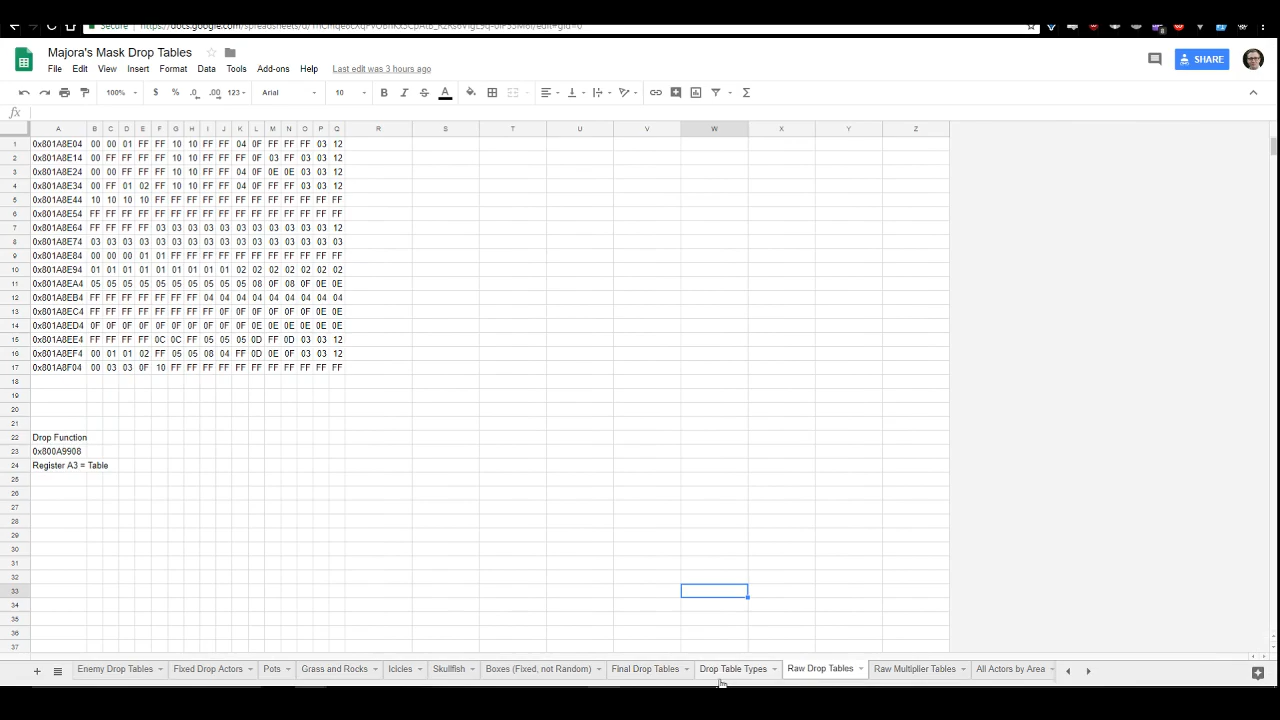 Secure
Majora's Mask Drop Tables
File Edit View Insert Format Data Tools Add-ons Help Last edit was 3 hours ago
SHARE
100% $ % .0 .00 123 Arial 10 B I S A
fx
A B C D E F G H I J K L M N O P Q R S T U V W X Y Z
1 0x801A8E04 00 00 01 FF FF 10 10 FF FF 04 0F FF FF FF 03 12
2 0x801A8E14 00 FF FF FF FF 10 10 FF FF FF 0F 03 FF 03 03 12
3 0x801A8E24 00 00 FF FF FF 10 10 FF FF 04 0F 0E 0E 03 03 12
4 0x801A8E34 00 FF 01 02 FF 10 10 FF FF 04 0F FF FF 03 03 12
5 0x801A8E44 10 10 10 10 FF FF FF FF FF FF FF FF FF FF FF FF
6 0x801A8E54 FF FF FF FF FF FF FF FF FF FF FF FF FF FF FF FF
7 0x801A8E64 FF FF FF FF 03 03 03 03 03 03 03 03 03 03 03 12
8 0x801A8E74 03 03 03 03 03 03 03 03 03 03 03 03 03 03 03 03
9 0x801A8E84 00 00 00 01 01 FF FF FF FF FF FF FF FF FF FF FF
10 0x801A8E94 01 01 01 01 01 01 01 01 01 02 02 02 02 02 02 02
11 0x801A8EA4 05 05 05 05 05 05 05 05 05 05 08 0F 08 0F 0E 0E
12 0x801A8EB4 FF FF FF FF FF FF FF 04 04 04 04 04 04 04 04 04
13 0x801A8EC4 FF FF FF FF FF FF FF FF 0F 0F 0F 0F 0F 0F 0E 0E
14 0x801A8ED4 0F 0F 0F 0F 0F 0F 0F 0F 0F 0F 0E 0E 0E 0E 0E 0E
15 0x801A8EE4 FF FF FF FF 0C 0C FF 05 05 05 0D FF 0D 03 03 12
16 0x801A8EF4 00 01 01 02 FF 05 05 08 04 FF 0D 0E 0F 03 03 12
17 0x801A8F04 00 03 03 0F 10 FF FF FF FF FF FF FF FF FF FF FF
18
19
20
21
22 Drop Function
23 0x800A9908
24 Register A3 = Table
25
26
27
28
29
30
31
32
33
34
35
36
37
Enemy Drop Tables Fixed Drop Actors Pots Grass and Rocks Icicles Skullfish Boxes (Fixed, not Random) Final Drop Tables Drop Table Types Raw Drop Tables Raw Multiplier Tables All Actors by Area